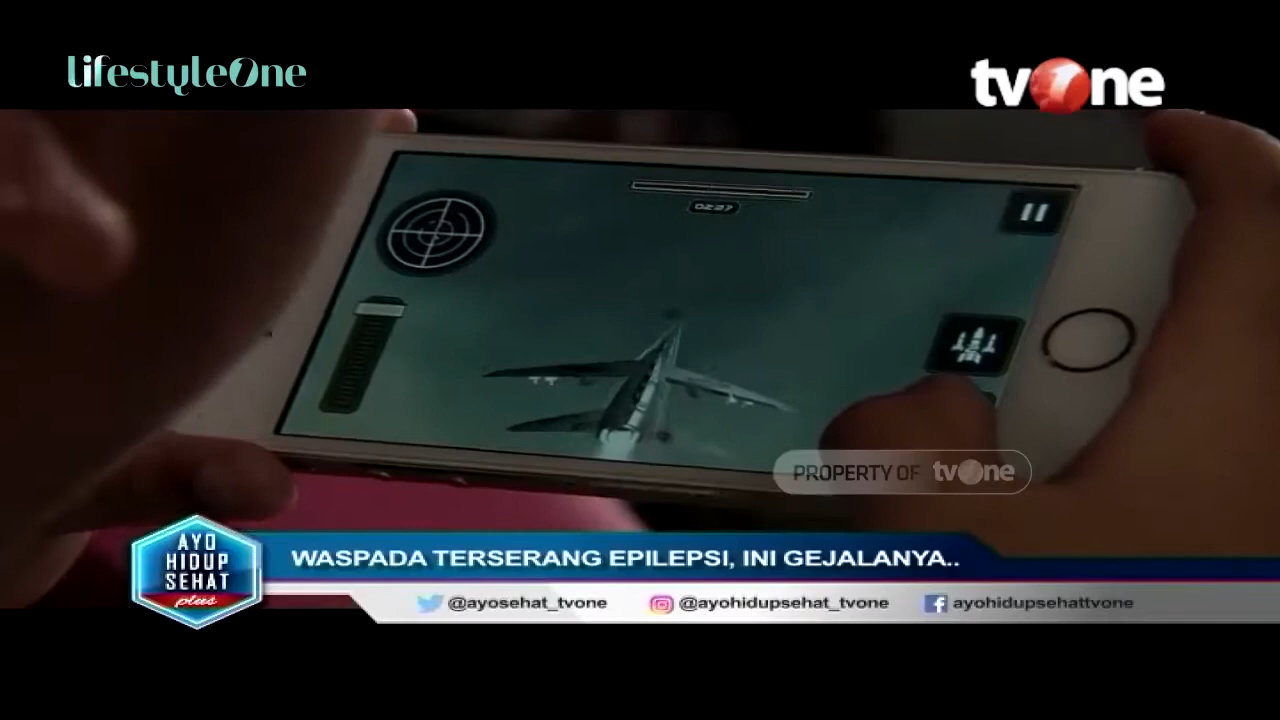 lifestyleOne
tvOne
02:27
PROPERTY OF tvOne
AYO
HIDUP
SEHAT
plus
WASPADA TERSERANG EPILEPSI, INI GEJALANYA..
@ayosehat_tvone @ayohidupsehat_tvone ayohidupsehattvone